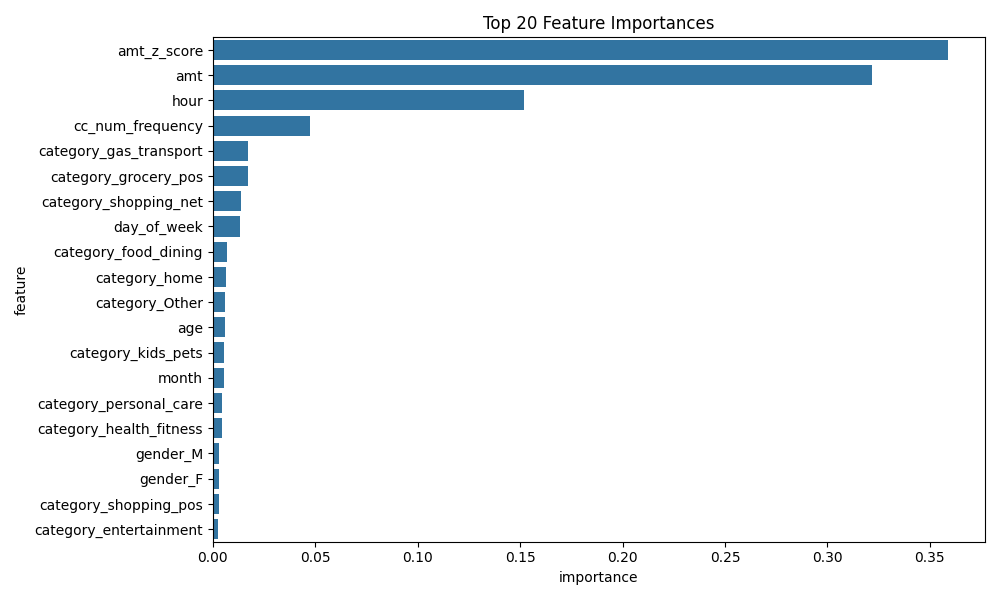 Top 20 Feature Importances
feature
amt_z_score
amt
hour
cc_num_frequency
category_gas_transport
category_grocery_pos
category_shopping_net
day_of_week
category_food_dining
category_home
category_Other
age
category_kids_pets
month
category_personal_care
category_health_fitness
gender_M
gender_F
category_shopping_pos
category_entertainment
0.00 0.05 0.10 0.15 0.20 0.25 0.30 0.35
importance